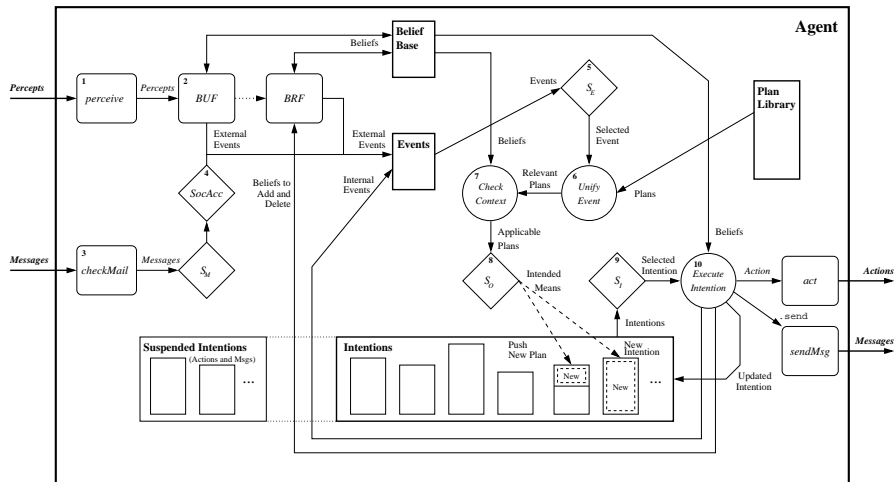 Agent
Belief
Base
Beliefs
1
perceive
Percepts
Percepts
2
BUF
BRF
5
S_E
Events
Plan
Library
External
Events
External
Events
Events
Selected
Event
Beliefs
4
SocAcc
Beliefs to
Add and
Delete
Internal
Events
7
Check
Context
Relevant
Plans
6
Unify
Event
Plans
Applicable
Plans
Beliefs
Messages
3
checkMail
Messages
S_M
8
S_O
Intended
Means
9
S_I
Selected
Intention
10
Execute
Intention
Action
act
Actions
Intentions
.send
sendMsg
Messages
Suspended Intentions
(Actions and Msgs)
...
Intentions
Push
New Plan
New
Intention
New
New
...
Updated
Intention